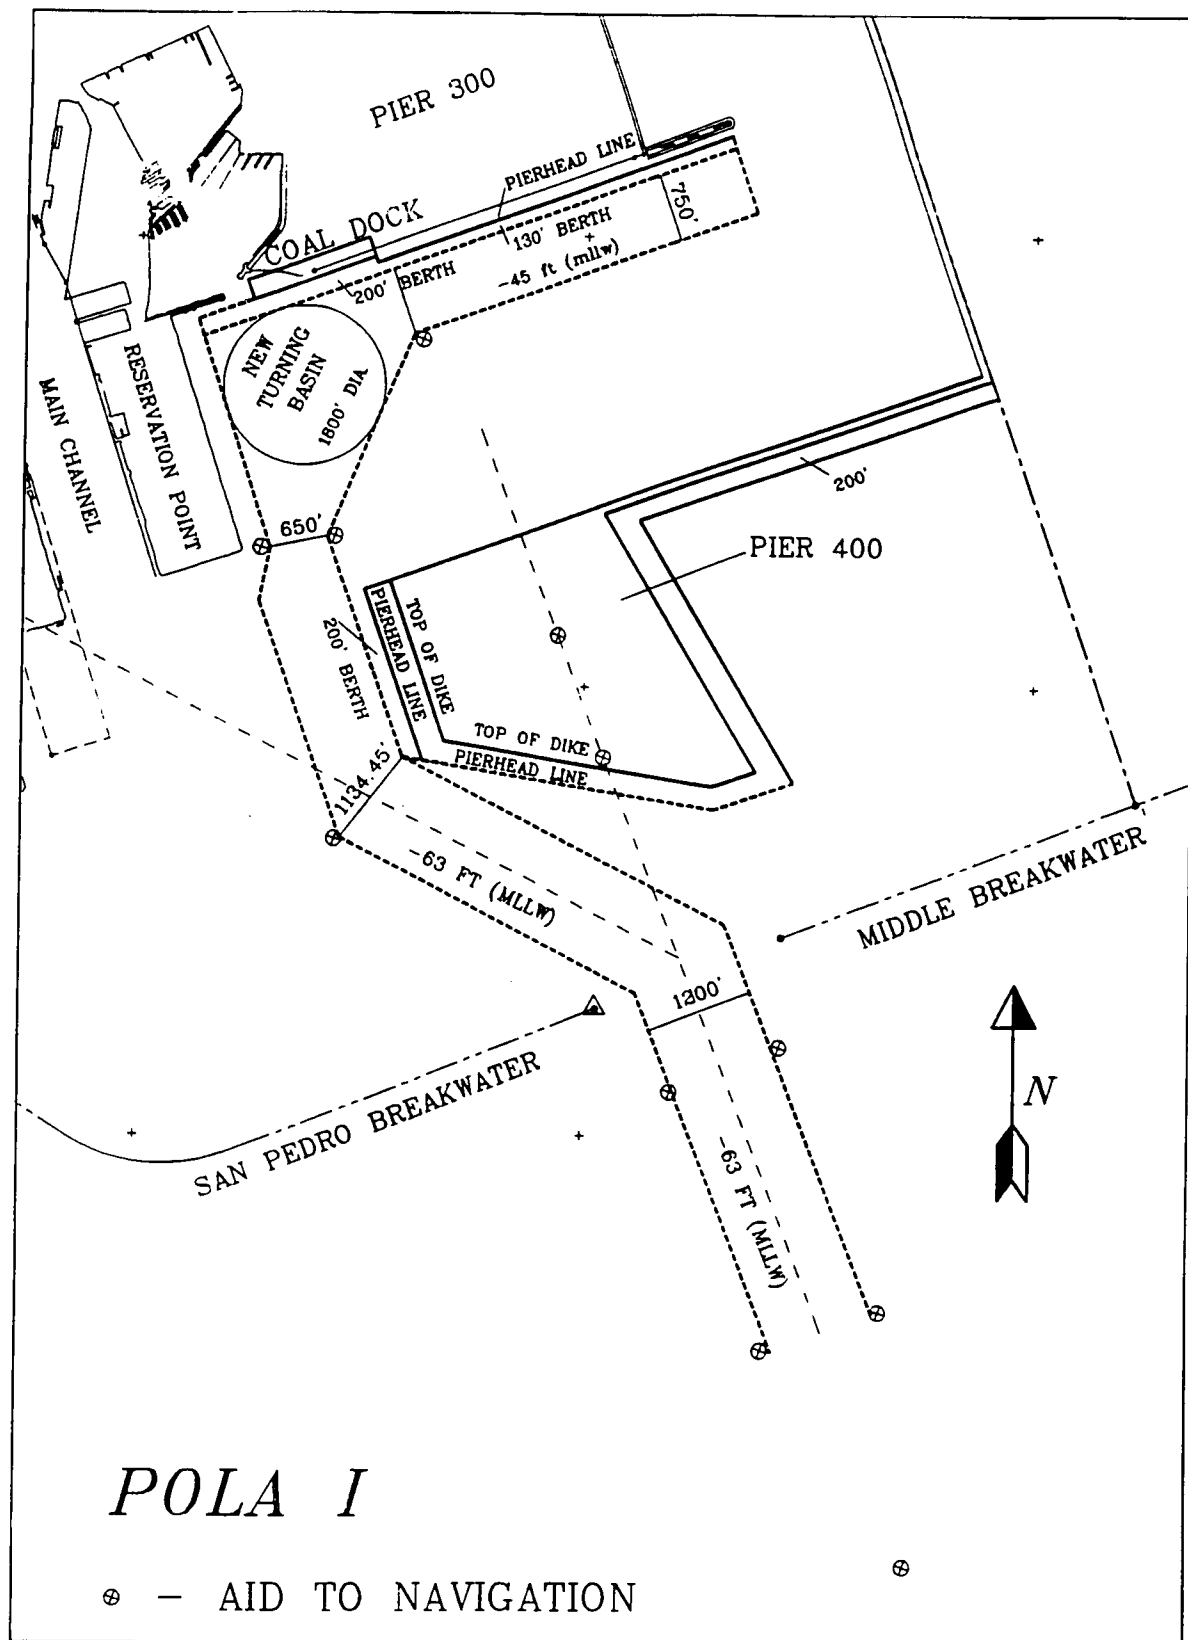 PIER 300
PIERHEAD LINE
750'
COAL DOCK
130' BERTH
200' BERTH
-45 ft (mllw)
NEW
TURNING
BASIN
1800' DIA
MAIN CHANNEL
RESERVATION POINT
200'
650'
PIER 400
TOP OF DIKE
PIERHEAD LINE
200' BERTH
TOP OF DIKE
PIERHEAD LINE
1134.45'
-63 FT (MLLW)
MIDDLE BREAKWATER
1200'
SAN PEDRO BREAKWATER
N
-63 FT (MLLW)
POLA I
⊗ - AID TO NAVIGATION